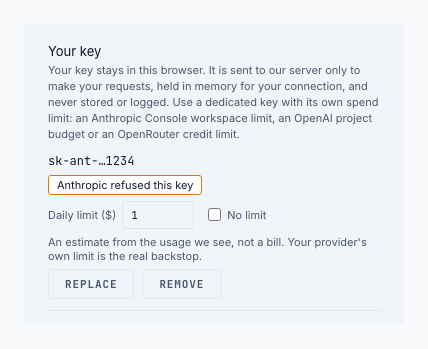 Your key
Your key stays in this browser. It is sent to our server only to
make your requests, held in memory for your connection, and
never stored or logged. Use a dedicated key with its own spend
limit: an Anthropic Console workspace limit, an OpenAI project
budget or an OpenRouter credit limit.
sk-ant-…1234
Anthropic refused this key
Daily limit ($) 1 No limit
An estimate from the usage we see, not a bill. Your provider's
own limit is the real backstop.
REPLACE REMOVE